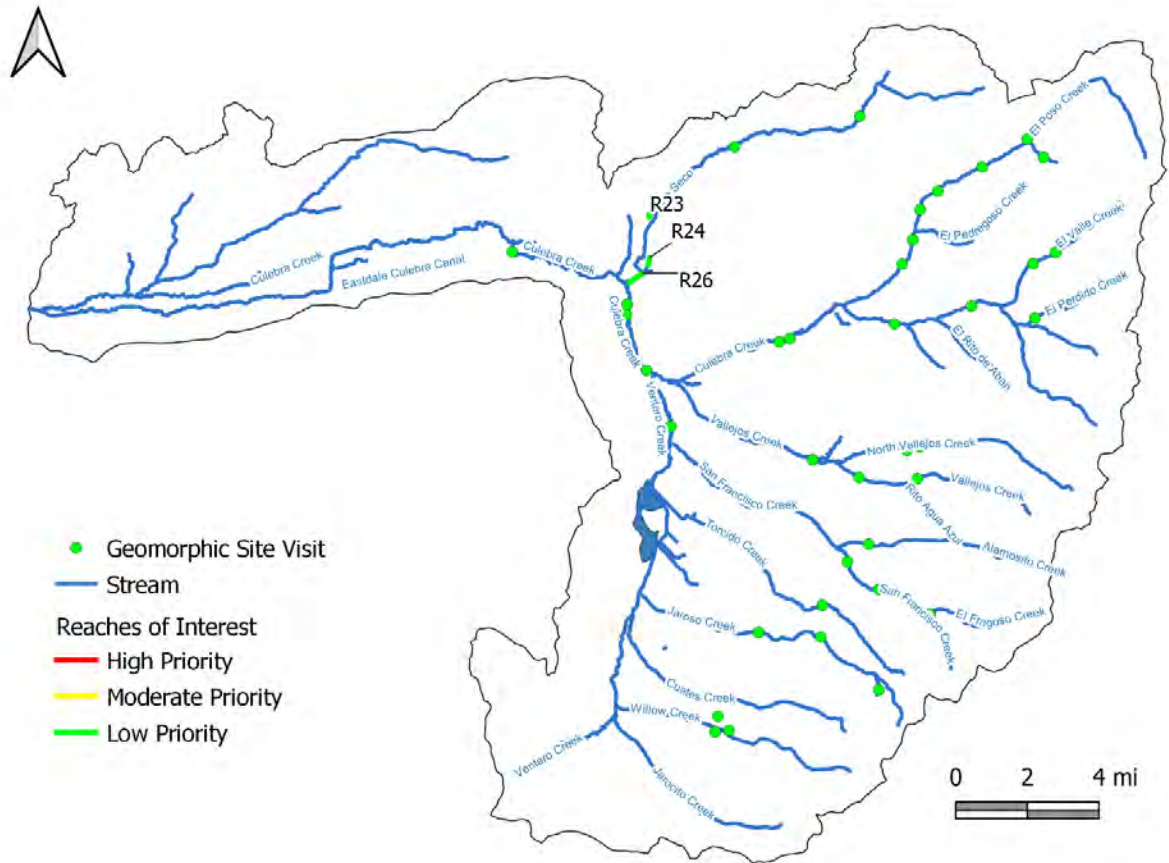 El Poso Creek
Seco
R23
El Pedregoso Creek
El Valle Creek
R24
Culebra Creek
Culebra Creek
Eastdale Culebra Canal
R26
El Perdido Creek
Culebra Creek
Culebra Creek
El Rito de Aban
Ventero Creek
Vallejos Creek
North Vallejos Creek
San Francisco Creek
Vallejos Creek
Rito Agua Azul
Torcido Creek
Alamosito Creek
Geomorphic Site Visit
Stream
Jaroso Creek
San Francisco Creek
El Fragoso Creek
Reaches of Interest
High Priority
Moderate Priority
Low Priority
Cuates Creek
Willow Creek
Ventero Creek
Jarocito Creek
0 2 4 mi